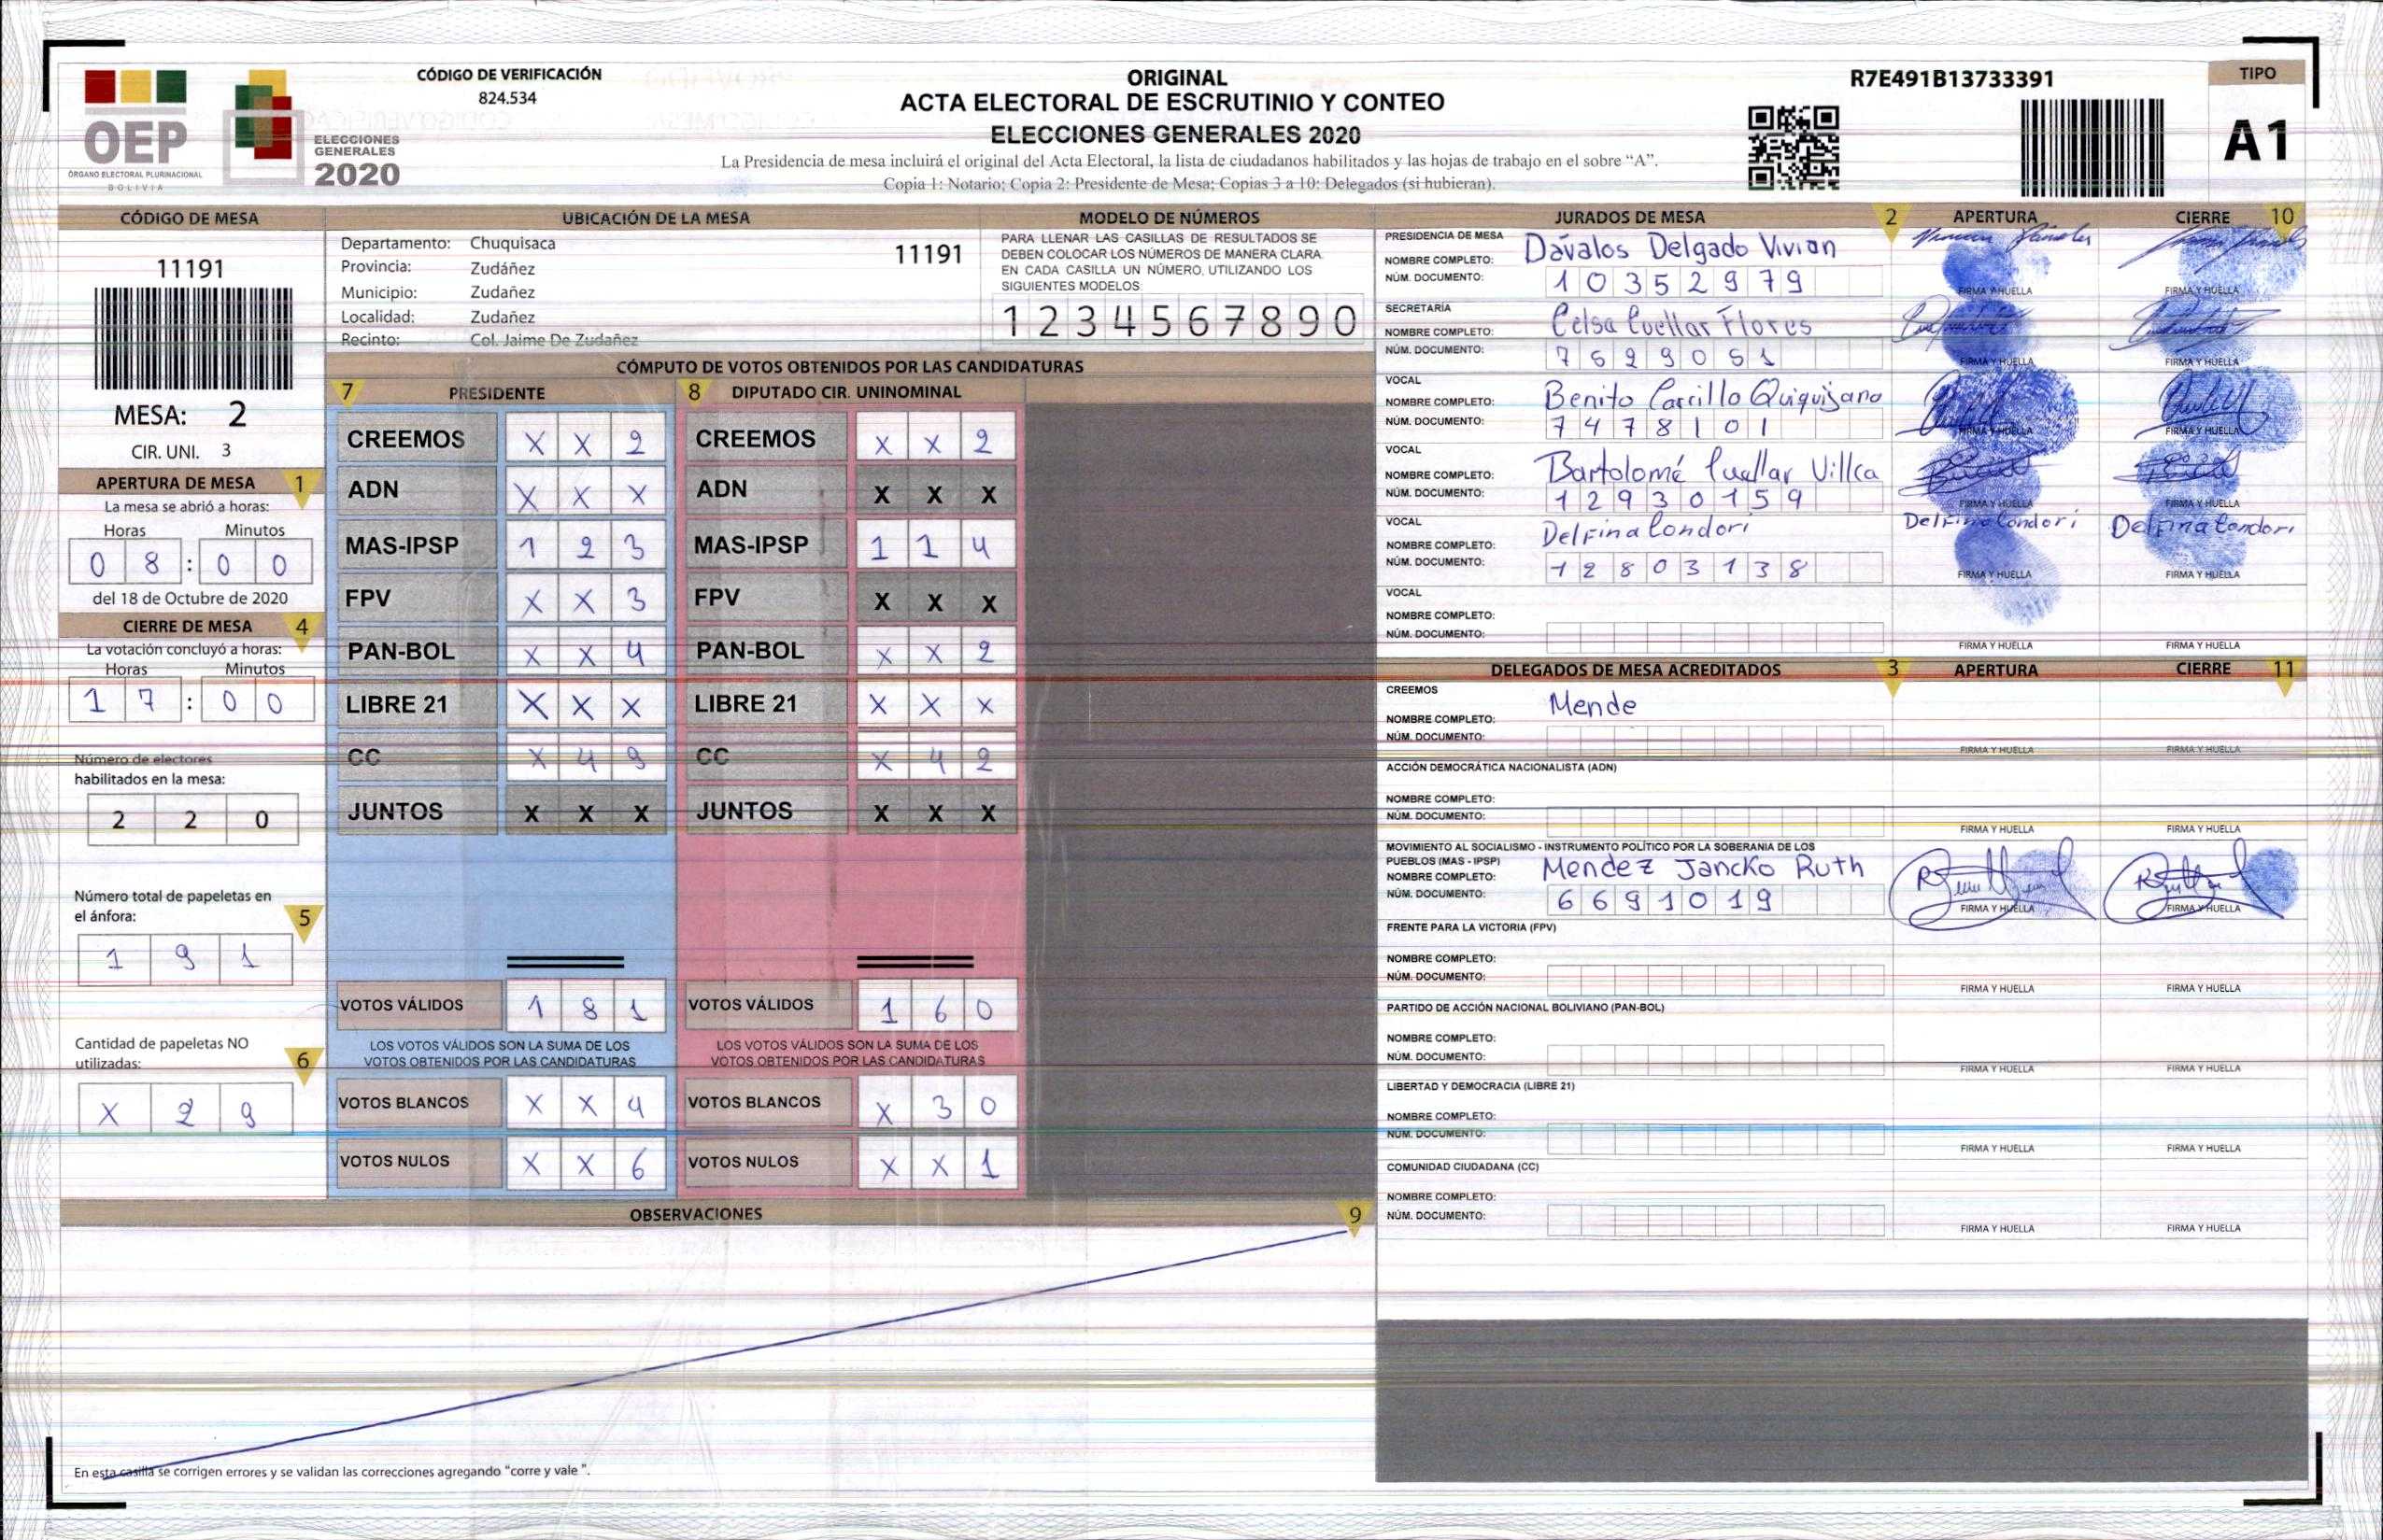 CÓDIGO DE VERIFICACIÓN
824.534
OEP
ÓRGANO ELECTORAL PLURINACIONAL
BOLIVIA
ELECCIONES
GENERALES
2020
ORIGINAL
ACTA ELECTORAL DE ESCRUTINIO Y CONTEO
ELECCIONES GENERALES 2020
La Presidencia de mesa incluirá el original del Acta Electoral, la lista de ciudadanos habilitados y las hojas de trabajo en el sobre “A”.
Copia 1: Notario; Copia 2: Presidente de Mesa; Copias 3 a 10: Delegados (si hubieran).
R7E491B13733391
TIPO
A1
CÓDIGO DE MESA
11191
MESA: 2
CIR. UNI. 3
APERTURA DE MESA 1
La mesa se abrió a horas:
Horas Minutos
0 8 : 0 0
del 18 de Octubre de 2020
CIERRE DE MESA 4
La votación concluyó a horas:
Horas Minutos
1 7 : 0 0
Número de electores
habilitados en la mesa:
2 2 0
Número total de papeletas en
el ánfora: 5
1 9 1
Cantidad de papeletas NO
utilizadas: 6
X 2 9
UBICACIÓN DE LA MESA
Departamento: Chuquisaca 11191
Provincia: Zudáñez
Municipio: Zudañez
Localidad: Zudañez
Recinto: Col. Jaime De Zudañez
MODELO DE NÚMEROS
PARA LLENAR LAS CASILLAS DE RESULTADOS SE
DEBEN COLOCAR LOS NÚMEROS DE MANERA CLARA.
EN CADA CASILLA UN NÚMERO, UTILIZANDO LOS
SIGUIENTES MODELOS:
1 2 3 4 5 6 7 8 9 0
CÓMPUTO DE VOTOS OBTENIDOS POR LAS CANDIDATURAS
7 PRESIDENTE 8 DIPUTADO CIR. UNINOMINAL
CREEMOS X X 2 CREEMOS X X 2
ADN X X X ADN X X X
MAS-IPSP 1 2 3 MAS-IPSP 1 1 4
FPV X X 3 FPV X X X
PAN-BOL X X 4 PAN-BOL X X 2
LIBRE 21 X X X LIBRE 21 X X X
CC X 4 9 CC X 4 2
JUNTOS X X X JUNTOS X X X
VOTOS VÁLIDOS 1 8 1 VOTOS VÁLIDOS 1 6 0
LOS VOTOS VÁLIDOS SON LA SUMA DE LOS LOS VOTOS VÁLIDOS SON LA SUMA DE LOS
VOTOS OBTENIDOS POR LAS CANDIDATURAS VOTOS OBTENIDOS POR LAS CANDIDATURAS
VOTOS BLANCOS X X 4 VOTOS BLANCOS X 3 0
VOTOS NULOS X X 6 VOTOS NULOS X X 1
OBSERVACIONES 9
En esta casilla se corrigen errores y se validan las correcciones agregando “corre y vale ”.
JURADOS DE MESA 2 APERTURA CIERRE 10
PRESIDENCIA DE MESA
NOMBRE COMPLETO: Dávalos Delgado Vivian
NÚM. DOCUMENTO: 1 0 3 5 2 9 7 9
FIRMA Y HUELLA FIRMA Y HUELLA
SECRETARÍA
NOMBRE COMPLETO: Celsa Cuellar Flores
NÚM. DOCUMENTO: 7 6 2 9 0 5 1
FIRMA Y HUELLA FIRMA Y HUELLA
VOCAL
NOMBRE COMPLETO: Benito Carrillo Quiquijana
NÚM. DOCUMENTO: 7 4 7 8 1 0 1
FIRMA Y HUELLA FIRMA Y HUELLA
VOCAL
NOMBRE COMPLETO: Bartolomé Cuellar Villca
NÚM. DOCUMENTO: 1 2 9 3 0 1 5 9
FIRMA Y HUELLA FIRMA Y HUELLA
VOCAL
NOMBRE COMPLETO: Delfina Condori Delfina Condori Delfina Condori
NÚM. DOCUMENTO: 1 2 8 0 3 1 3 8
FIRMA Y HUELLA FIRMA Y HUELLA
VOCAL
NOMBRE COMPLETO:
NÚM. DOCUMENTO:
FIRMA Y HUELLA FIRMA Y HUELLA
DELEGADOS DE MESA ACREDITADOS 3 APERTURA CIERRE 11
CREEMOS
NOMBRE COMPLETO: Mende
NÚM. DOCUMENTO:
FIRMA Y HUELLA FIRMA Y HUELLA
ACCIÓN DEMOCRÁTICA NACIONALISTA (ADN)
NOMBRE COMPLETO:
NÚM. DOCUMENTO:
FIRMA Y HUELLA FIRMA Y HUELLA
MOVIMIENTO AL SOCIALISMO - INSTRUMENTO POLÍTICO POR LA SOBERANIA DE LOS
PUEBLOS (MAS - IPSP)
NOMBRE COMPLETO: Mendez Jancko Ruth
NÚM. DOCUMENTO: 6 6 9 1 0 1 9
FIRMA Y HUELLA FIRMA Y HUELLA
FRENTE PARA LA VICTORIA (FPV)
NOMBRE COMPLETO:
NÚM. DOCUMENTO:
FIRMA Y HUELLA FIRMA Y HUELLA
PARTIDO DE ACCIÓN NACIONAL BOLIVIANO (PAN-BOL)
NOMBRE COMPLETO:
NÚM. DOCUMENTO:
FIRMA Y HUELLA FIRMA Y HUELLA
LIBERTAD Y DEMOCRACIA (LIBRE 21)
NOMBRE COMPLETO:
NÚM. DOCUMENTO:
FIRMA Y HUELLA FIRMA Y HUELLA
COMUNIDAD CIUDADANA (CC)
NOMBRE COMPLETO:
NÚM. DOCUMENTO:
FIRMA Y HUELLA FIRMA Y HUELLA